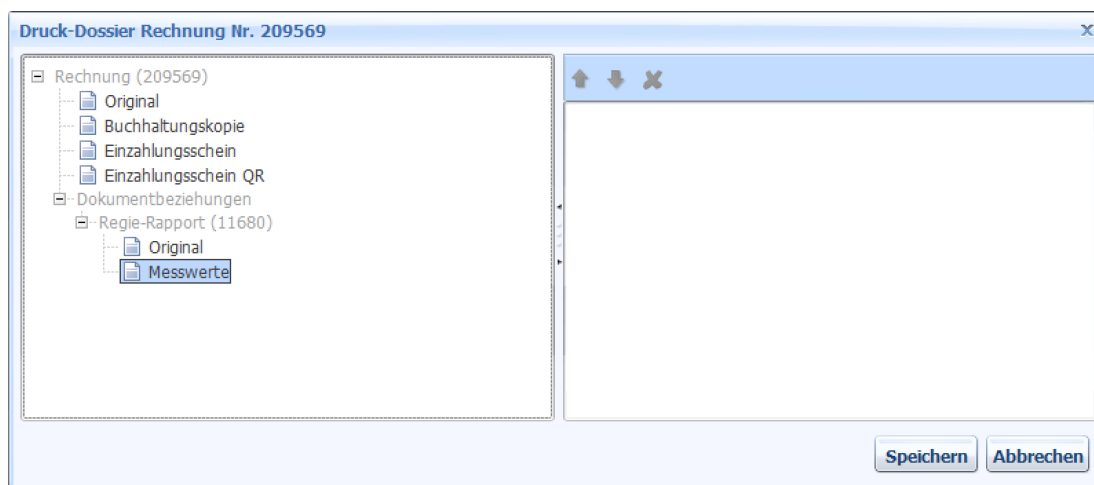 Druck-Dossier Rechnung Nr. 209569
Rechnung (209569)
Original
Buchhaltungskopie
Einzahlungsschein
Einzahlungsschein QR
Dokumentbeziehungen
Regie-Rapport (11680)
Original
Messwerte
Speichern
Abbrechen